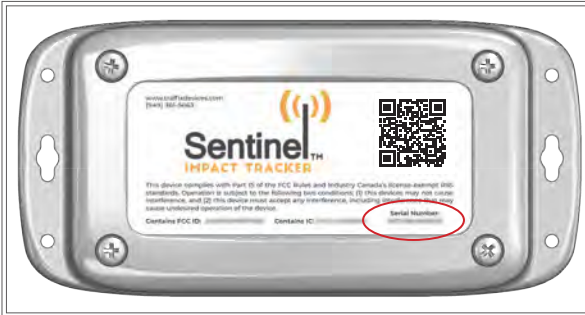 www.traffixdevices.com
(949) 361-5663
Sentinel™
IMPACT TRACKER
This device complies with Part 15 of the FCC Rules and Industry Canada's license-exempt RSS
standards. Operation is subject to the following two conditions: (1) this devices may not cause
interference, and (2) this device must accept any interference, including interference that may
cause undesired operation of the device.
Contains FCC ID:
Contains IC:
Serial Number